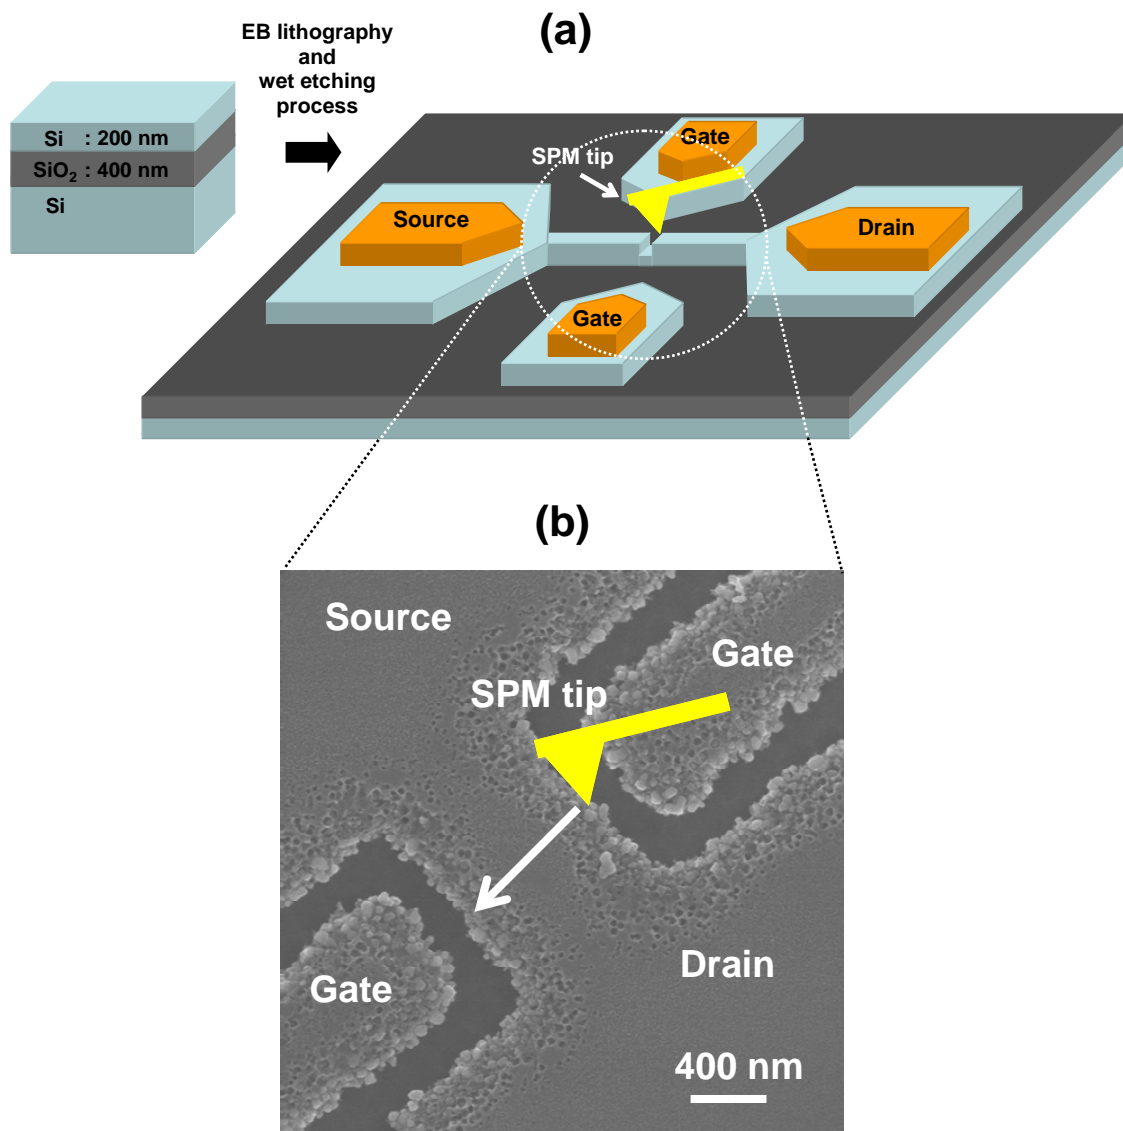 (a)
EB lithography
and
wet etching
process
Si : 200 nm
SiO₂ : 400 nm
Si
Gate
SPM tip
Source
Drain
Gate
(b)
Source
Gate
SPM tip
Drain
Gate
400 nm